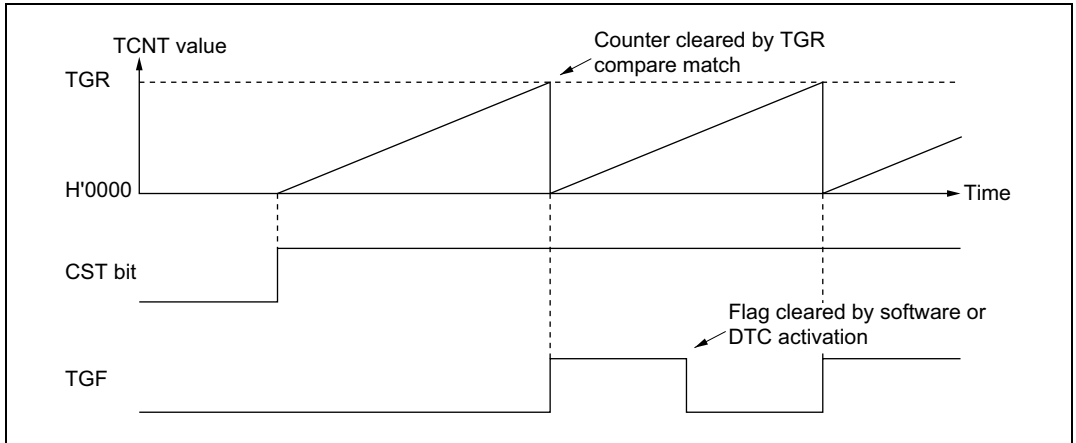 TCNT value
Counter cleared by TGR
compare match
TGR
H'0000
Time
CST bit
Flag cleared by software or
DTC activation
TGF